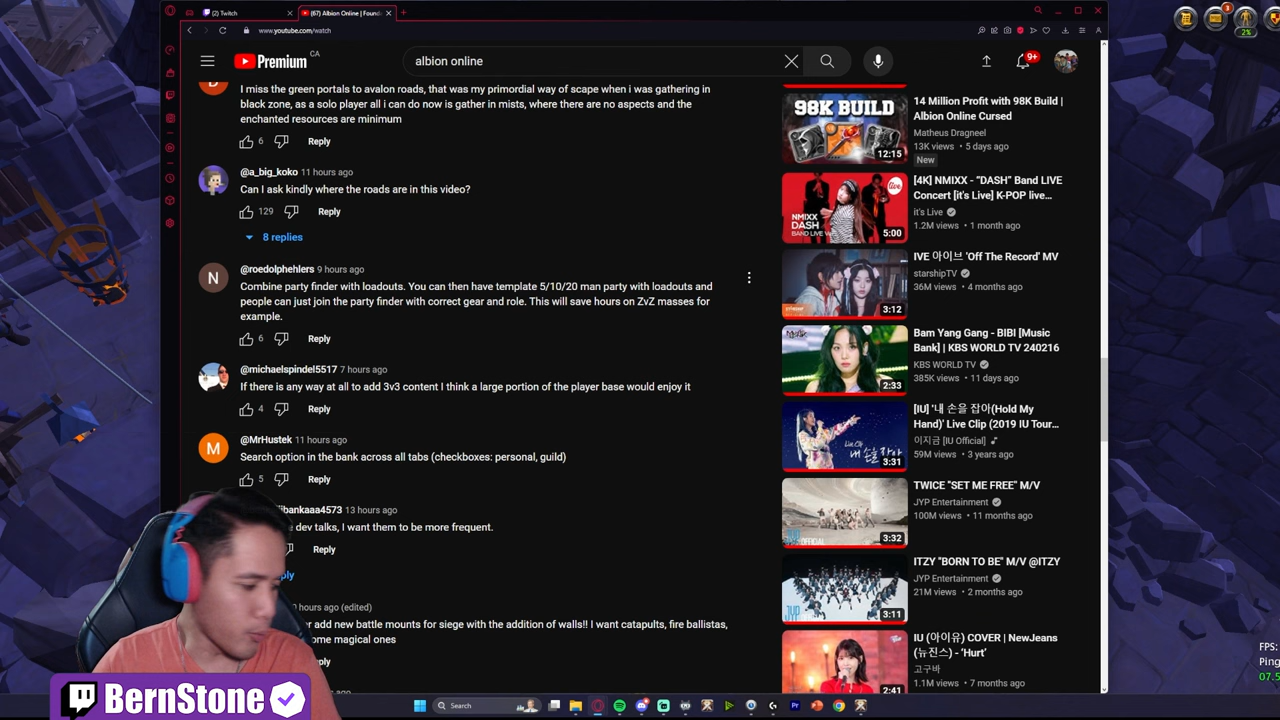 (2) Twitch
(67) Albion Online | Found
www.youtube.com/watch
Premium
CA
albion online
9+
I miss the green portals to avalon roads, that was my primordial way of scape when i was gathering in
black zone, as a solo player all i can do now is gather in mists, where there are no aspects and the
enchanted resources are minimum
6 Reply
@a_big_koko 11 hours ago
Can I ask kindly where the roads are in this video?
129 Reply
8 replies
N
@roedolphehlers 9 hours ago
Combine party finder with loadouts. You can then have template 5/10/20 man party with loadouts and
people can just join the party finder with correct gear and role. This will save hours on ZvZ masses for
example.
6 Reply
@michaelspindel5517 7 hours ago
If there is any way at all to add 3v3 content I think a large portion of the player base would enjoy it
4 Reply
M
@MrHustek 11 hours ago
Search option in the bank across all tabs (checkboxes: personal, guild)
5 Reply
ibankaaa4573 13 hours ago
dev talks, I want them to be more frequent.
Reply
hours ago (edited)
add new battle mounts for siege with the addition of walls!! I want catapults, fire ballistas,
magical ones
98K BUILD
12:15
14 Million Profit with 98K Build |
Albion Online Cursed
Matheus Dragneel
13K views • 5 days ago
New
NMIXX
DASH
5:00
[4K] NMIXX - “DASH” Band LIVE
Concert [it's Live] K-POP live...
it's Live
1.2M views • 1 month ago
3:12
IVE 아이브 'Off The Record' MV
starshipTV
36M views • 4 months ago
2:33
Bam Yang Gang - BIBI [Music
Bank] | KBS WORLD TV 240216
KBS WORLD TV
385K views • 11 days ago
Live Clip
내 손을 잡아
3:31
[IU] '내 손을 잡아(Hold My
Hand)' Live Clip (2019 IU Tour...
이지금 [IU Official]
59M views • 3 years ago
3:32
TWICE "SET ME FREE" M/V
JYP Entertainment
100M views • 11 months ago
3:11
ITZY "BORN TO BE" M/V @ITZY
JYP Entertainment
21M views • 2 months ago
2:41
IU (아이유) COVER | NewJeans
(뉴진스) - ‘Hurt’
고구바
1.1M views • 7 months ago
3
2%
FPS:
Ping
07.5
BernStone
Search